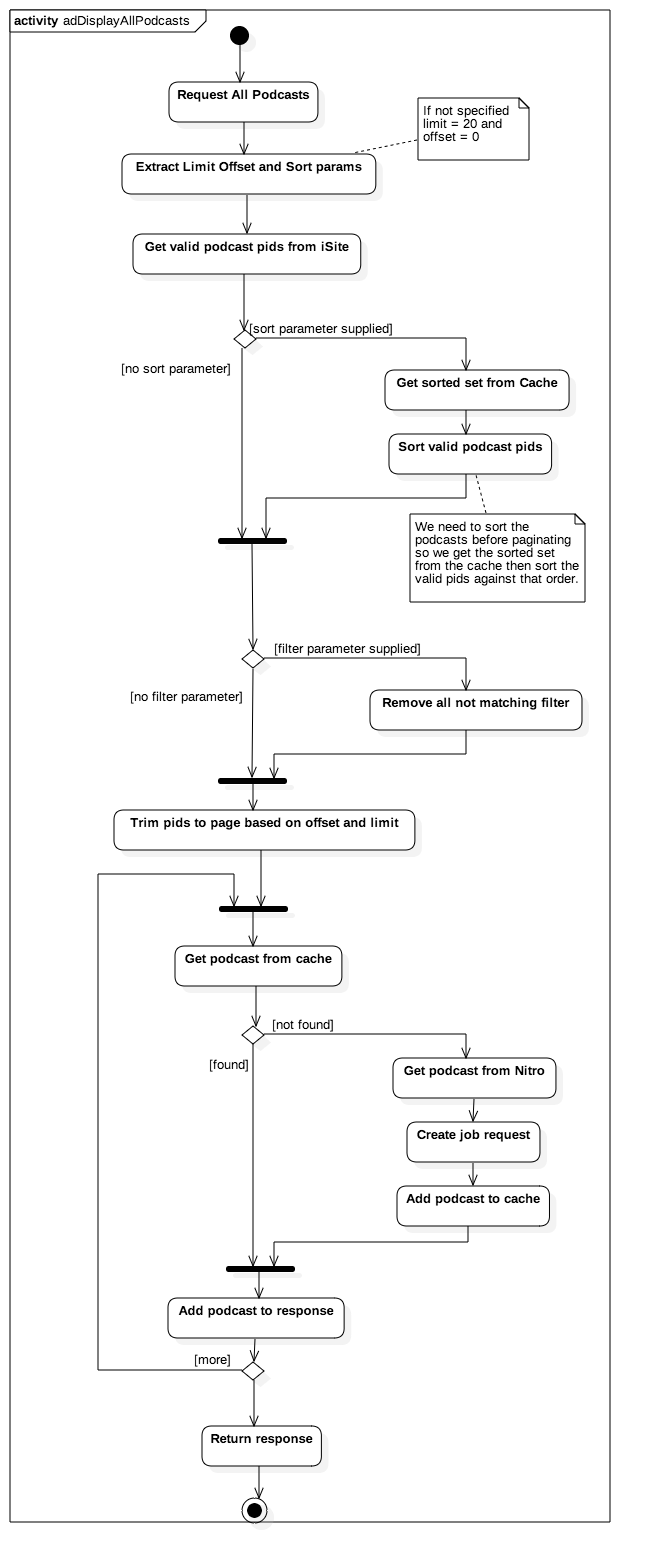 activity adDisplayAllPodcasts
Request All Podcasts
If not specified
limit = 20 and
offset = 0
Extract Limit Offset and Sort params
Get valid podcast pids from iSite
[sort parameter supplied]
[no sort parameter]
Get sorted set from Cache
Sort valid podcast pids
We need to sort the
podcasts before paginating
so we get the sorted set
from the cache then sort the
valid pids against that order.
[filter parameter supplied]
[no filter parameter]
Remove all not matching filter
Trim pids to page based on offset and limit
Get podcast from cache
[not found]
[found]
Get podcast from Nitro
Create job request
Add podcast to cache
Add podcast to response
[more]
Return response